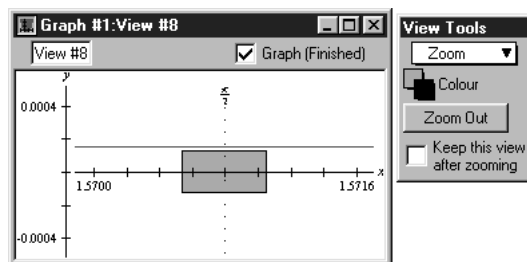 Graph #1:View #8
View #8
Graph (Finished)
y
0.0004
1.5700
1.5716
x
-0.0004
View Tools
Zoom
Colour
Zoom Out
Keep this view
after zooming